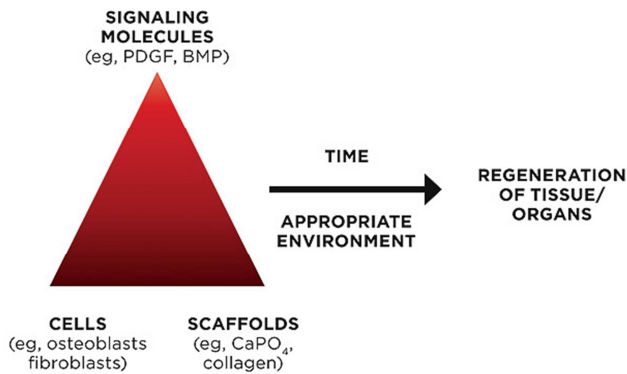 SIGNALING
MOLECULES
(eg, PDGF, BMP)
TIME
APPROPRIATE
ENVIRONMENT
REGENERATION
OF TISSUE/
ORGANS
CELLS
(eg, osteoblasts
fibroblasts)
SCAFFOLDS
(eg, CaPO₄,
collagen)